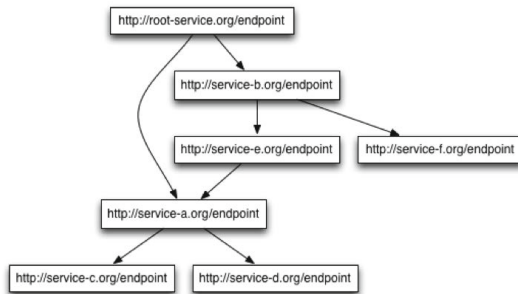 http://root-service.org/endpoint
http://service-b.org/endpoint
http://service-e.org/endpoint
http://service-f.org/endpoint
http://service-a.org/endpoint
http://service-c.org/endpoint
http://service-d.org/endpoint